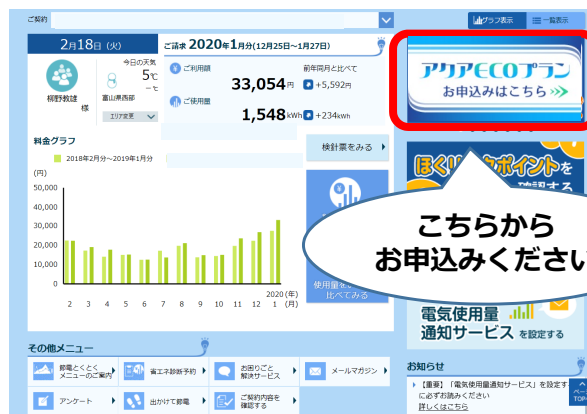 ご契約
グラフ表示
一覧表示
2月18日 (火)
ご請求 2020年1月分(12月25日～1月27日)
今日の天気
5℃
-℃
富山県西部
エリア変更
柳野教雄
様
ご利用額
前年同月と比べて
33,054円
+5,592円
ご使用量
1,548kWh
+234kWh
アクアECOプラン
お申込みはこちら
料金グラフ
2018年2月分～2019年1月分
検針票をみる
(円)
50,000
40,000
30,000
20,000
10,000
0
2 3 4 5 6 7 8 9 10 11 12 1 (月)
2020(年)
比べてみる
ほくリンクポイントを
確認する
こちらから
お申込みください
電気使用量
通知サービス を設定する
その他メニュー
節電とくとく
メニューのご案内
省エネ診断予約
お困りごと
解決サービス
メールマガジン
アンケート
出かけて節電
ご契約内容を
確認する
お知らせ
【重要】「電気使用量通知サービス」を設定す
に必ずお読みください
詳しくはこちら
ページ
TOP